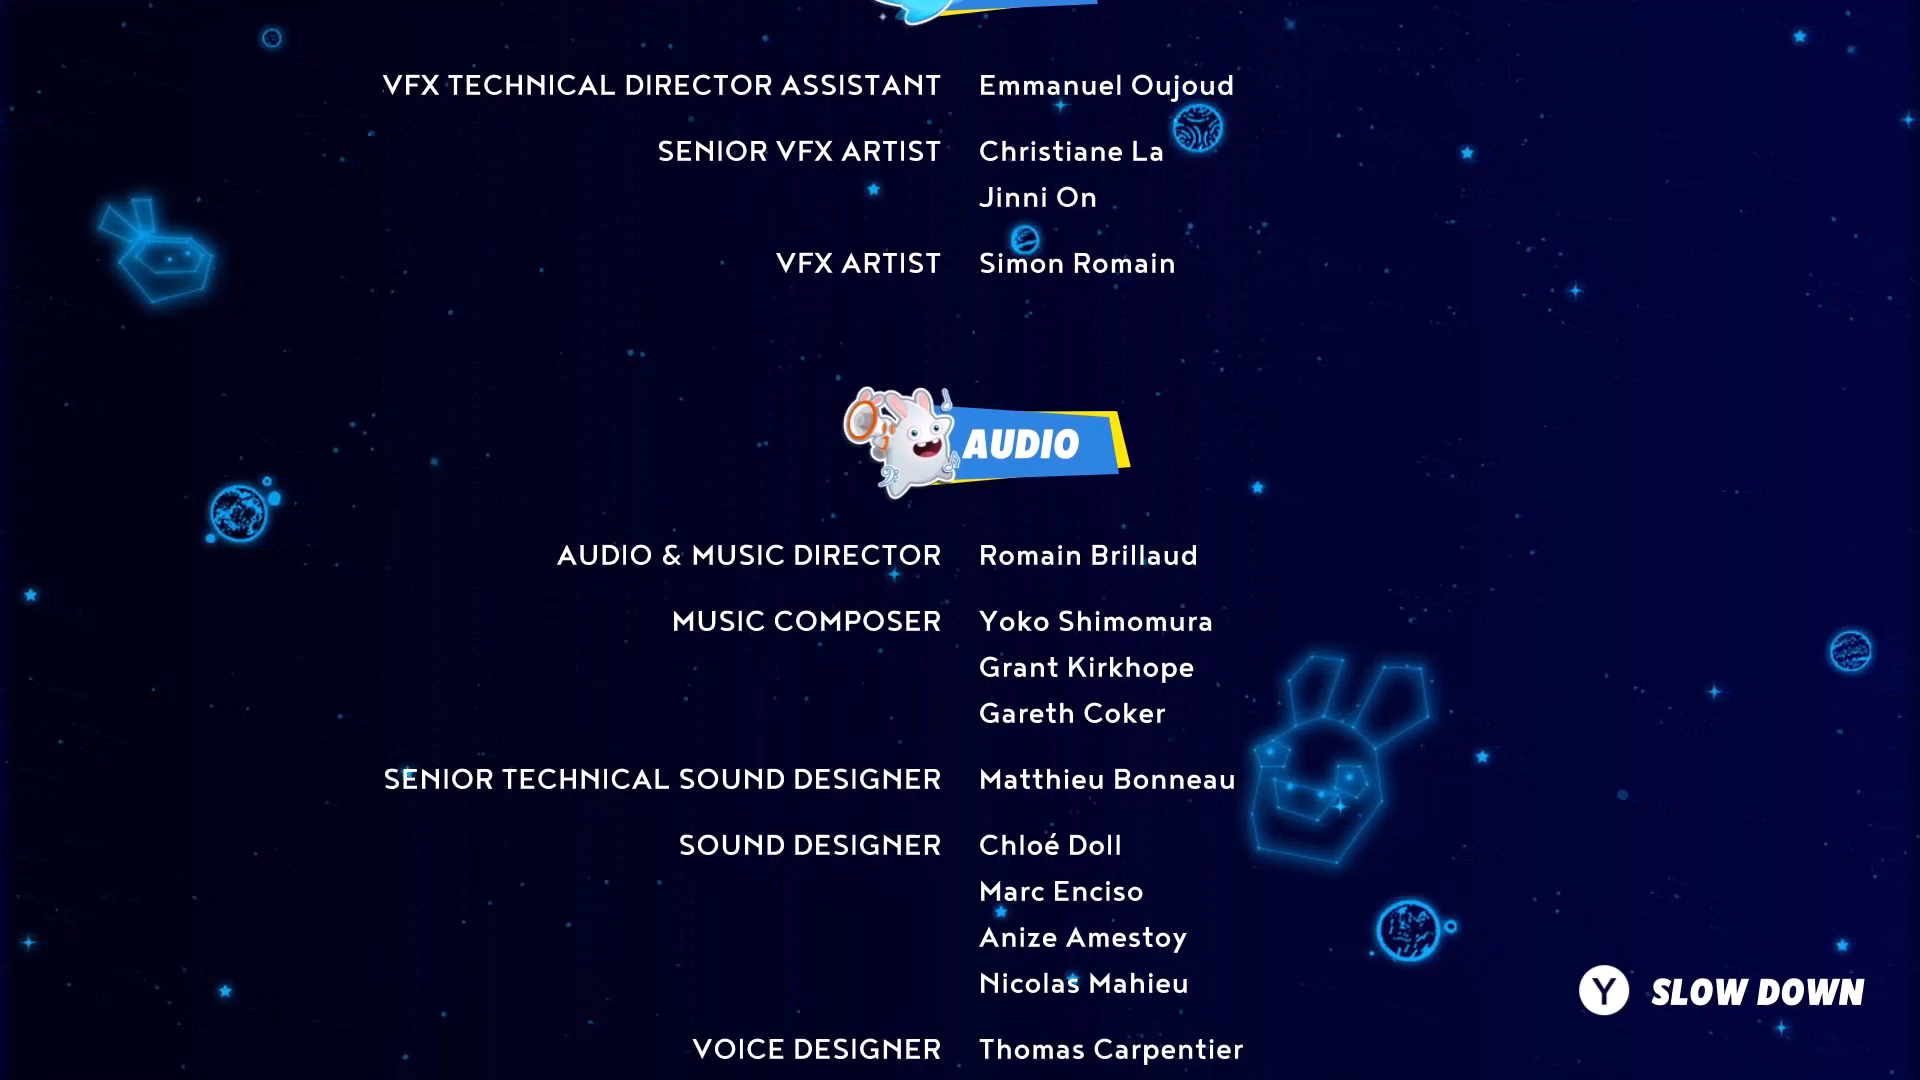 VFX TECHNICAL DIRECTOR ASSISTANT Emmanuel Oujoud
SENIOR VFX ARTIST Christiane La
Jinni On
VFX ARTIST Simon Romain
AUDIO
AUDIO & MUSIC DIRECTOR Romain Brillaud
MUSIC COMPOSER Yoko Shimomura
Grant Kirkhope
Gareth Coker
SENIOR TECHNICAL SOUND DESIGNER Matthieu Bonneau
SOUND DESIGNER Chloé Doll
Marc Enciso
Anize Amestoy
Nicolas Mahieu
Y SLOW DOWN
VOICE DESIGNER Thomas Carpentier